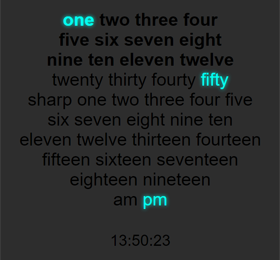 one two three four
five six seven eight
nine ten eleven twelve
twenty thirty fourty fifty
sharp one two three four five
six seven eight nine ten
eleven twelve thirteen fourteen
fifteen sixteen seventeen
eighteen nineteen
am pm
13:50:23